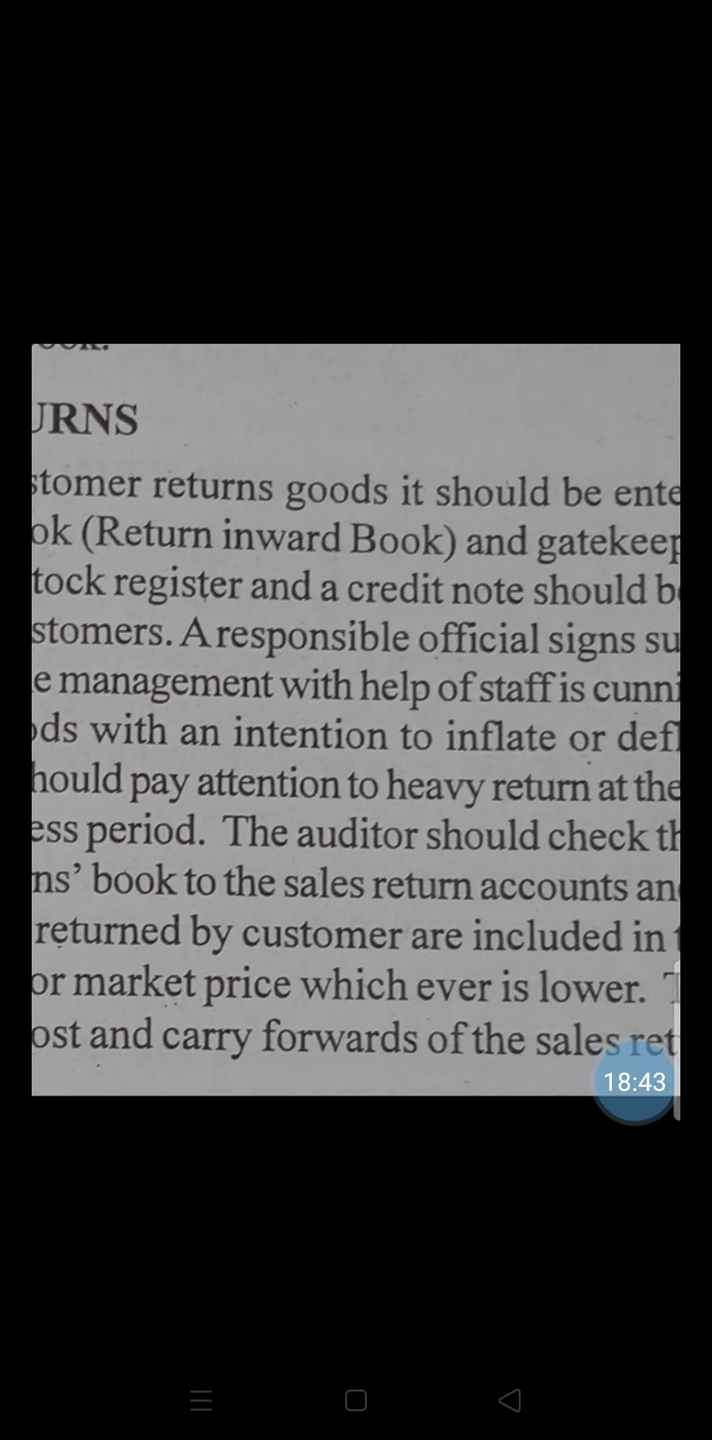 URNS
stomer returns goods it should be ente
ok (Return inward Book) and gatekeep
tock register and a credit note should b
stomers. A responsible official signs su
e management with help of staff is cunni
ds with an intention to inflate or defl
hould pay attention to heavy return at the
ess period. The auditor should check th
ns’ book to the sales return accounts an
returned by customer are included in
or market price which ever is lower. T
ost and carry forwards of the sales ret
18:43